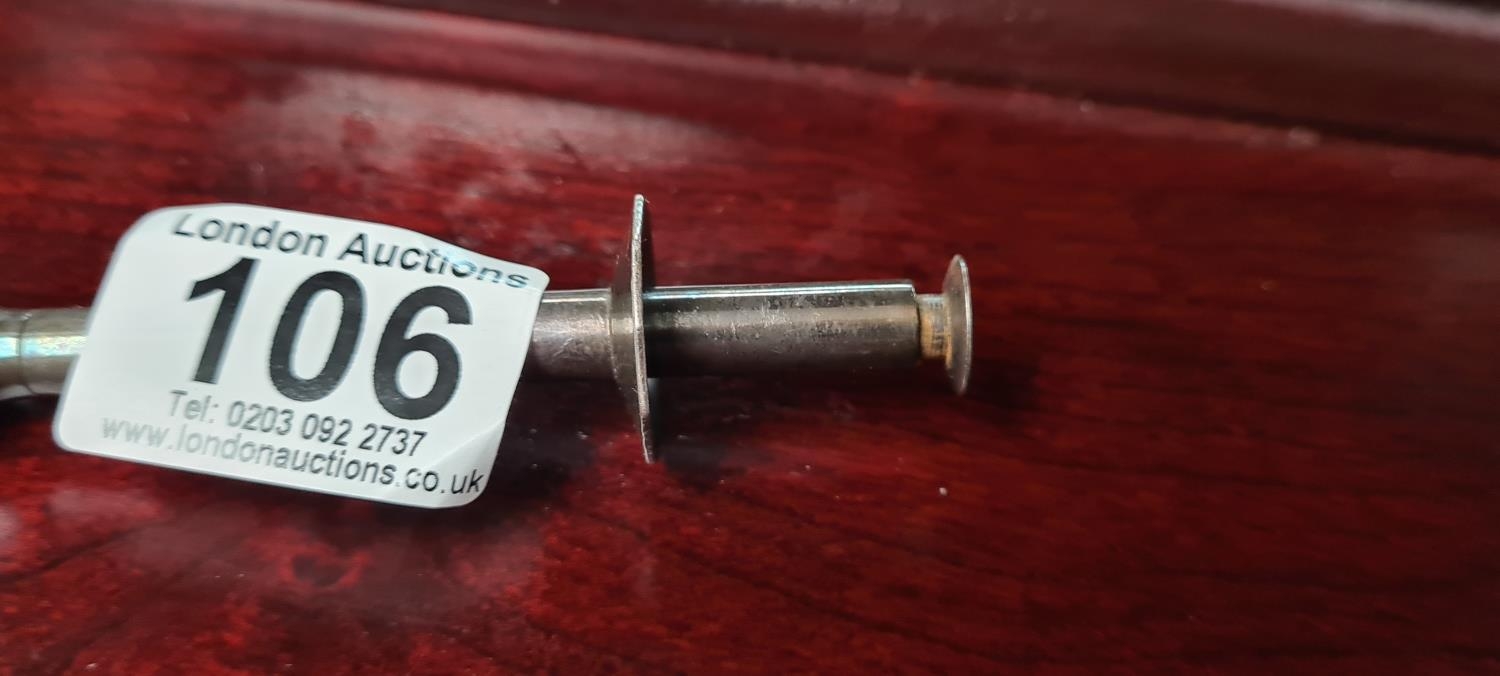 London Auctions
106
Tel: 0203 092 2737
www.londonauctions.co.uk